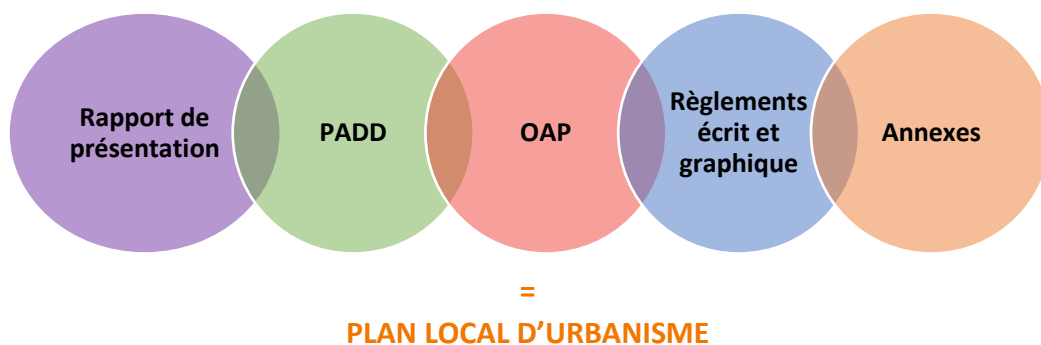 Rapport de
présentation
PADD
OAP
Règlements
écrit et
graphique
Annexes
=
PLAN LOCAL D’URBANISME